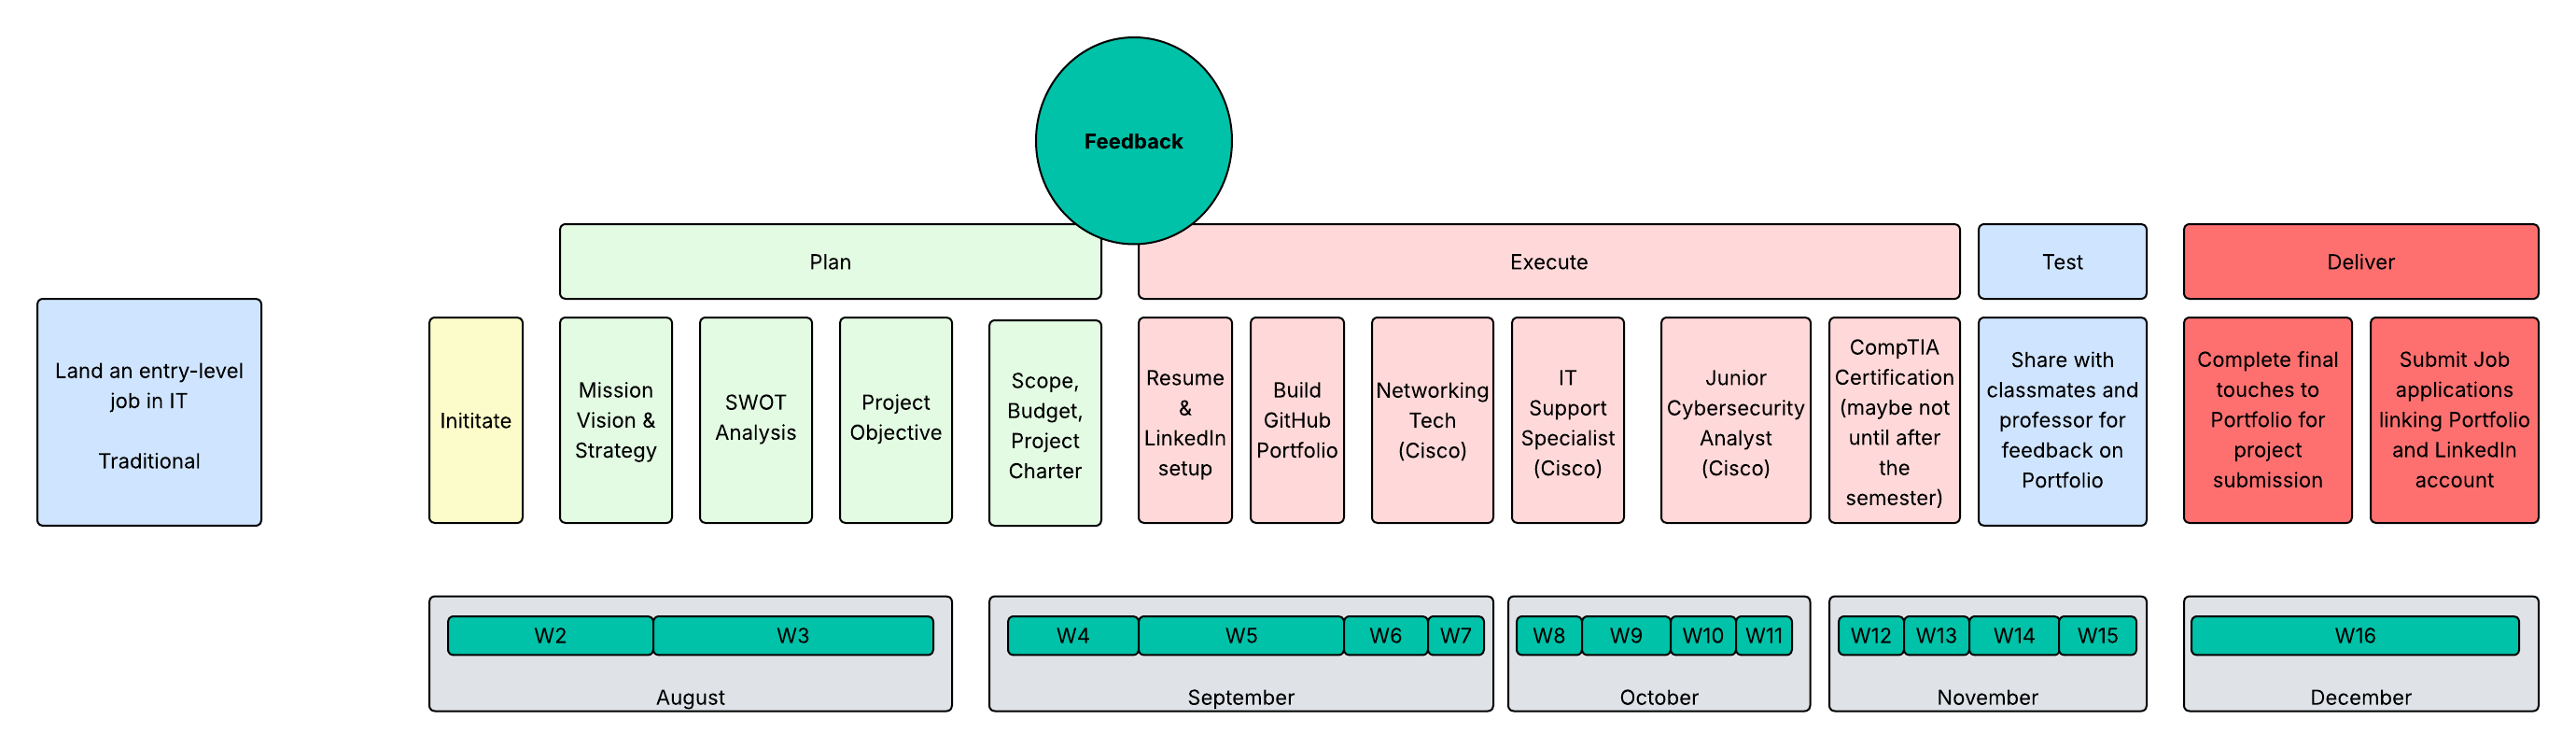 Feedback
Plan
Execute
Test
Deliver
Land an entry-level
job in IT
Traditional
Inititate
Mission
Vision &
Strategy
SWOT
Analysis
Project
Objective
Scope,
Budget,
Project
Charter
Resume
&
LinkedIn
setup
Build
GitHub
Portfolio
Networking
Tech
(Cisco)
IT
Support
Specialist
(Cisco)
Junior
Cybersecurity
Analyst
(Cisco)
CompTIA
Certification
(maybe not
until after
the
semester)
Share with
classmates and
professor for
feedback on
Portfolio
Complete final
touches to
Portfolio for
project
submission
Submit Job
applications
linking Portfolio
and LinkedIn
account
W2
W3
August
W4
W5
W6
W7
September
W8
W9
W10
W11
October
W12
W13
W14
W15
November
W16
December